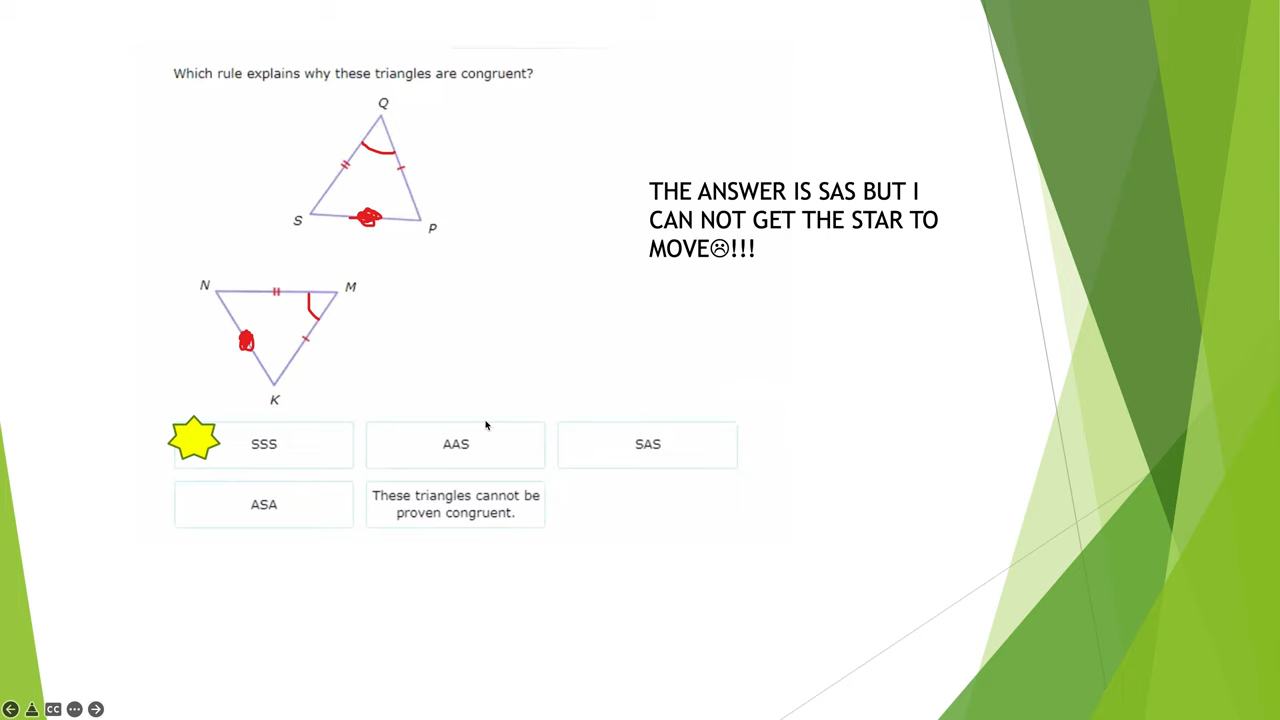 Which rule explains why these triangles are congruent?
Q
S
P
THE ANSWER IS SAS BUT I
CAN NOT GET THE STAR TO
MOVE☹!!!
N
M
K
SSS
AAS
SAS
ASA
These triangles cannot be
proven congruent.
CC